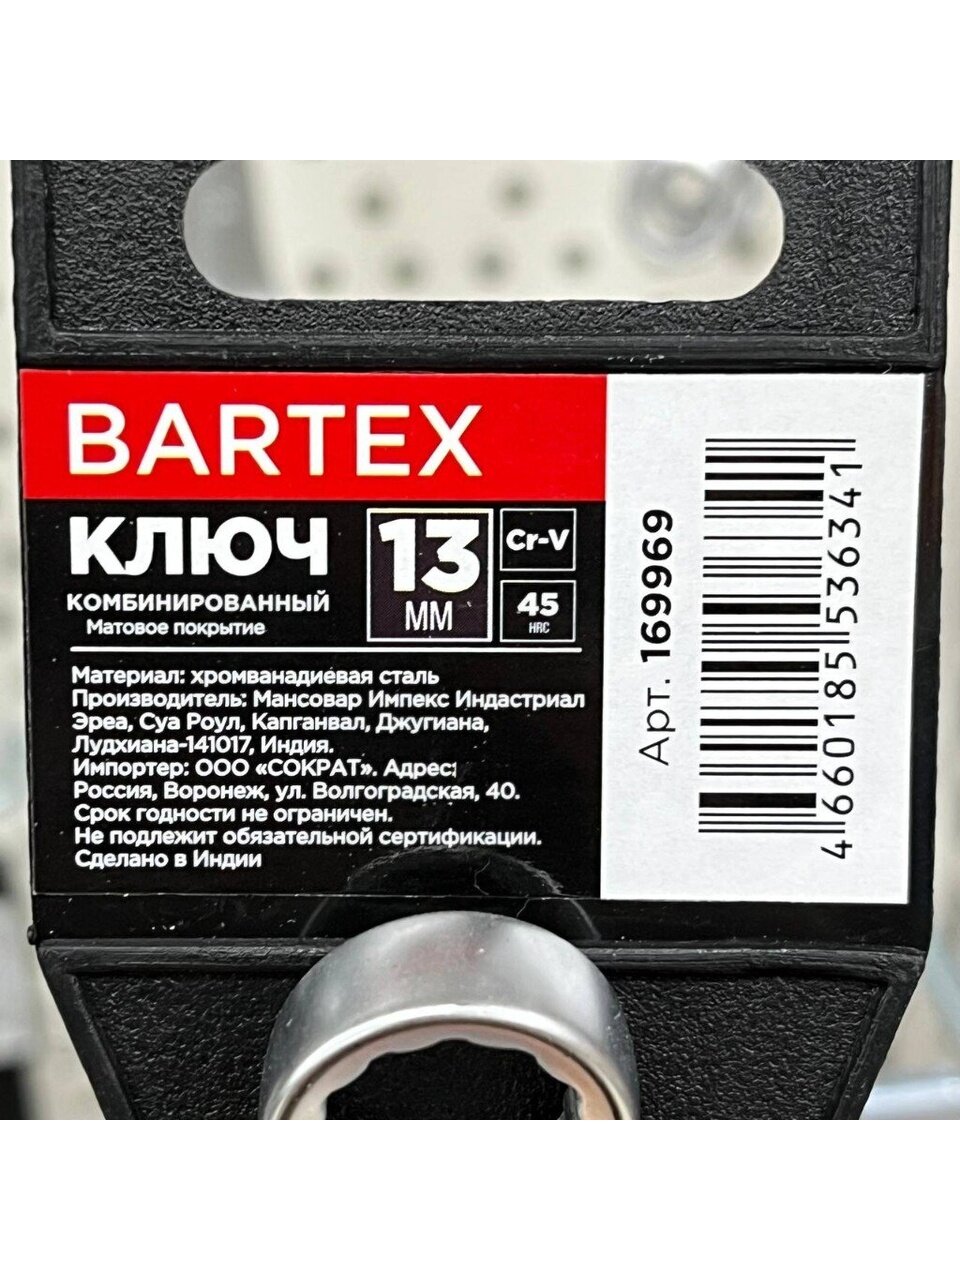 BARTEX
КЛЮЧ
КОМБИНИРОВАННЫЙ
Матовое покрытие
13
ММ
Cr-V
45
HRC
Материал: хромванадиевая сталь
Производитель: Мансовар Импекс Индастриал
Эреа, Суа Роул, Капганвал, Джугиана,
Лудхиана-141017, Индия.
Импортер: ООО «СОКРАТ». Адрес:
Россия, Воронеж, ул. Волгоградская, 40.
Срок годности не ограничен.
Не подлежит обязательной сертификации.
Сделано в Индии
Арт. 1699969
4 660185 536341